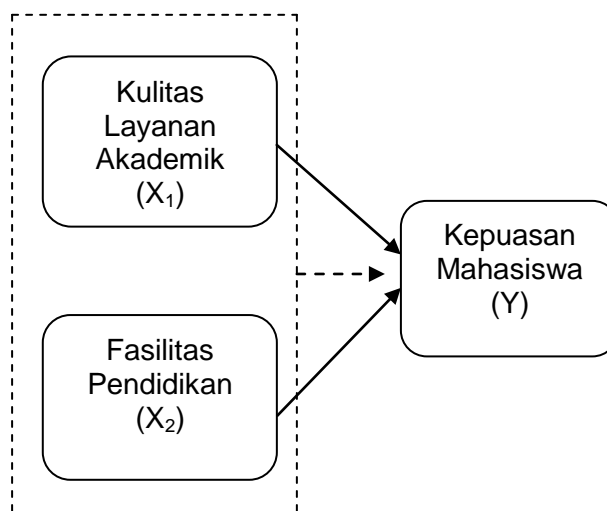 Kulitas
Layanan
Akademik
(X₁)
Kepuasan
Mahasiswa
(Y)
Fasilitas
Pendidikan
(X₂)